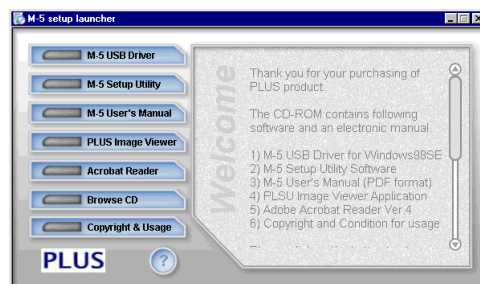 M-5 setup launcher
M-5 USB Driver
M-5 Setup Utility
M-5 User's Manual
PLUS Image Viewer
Acrobat Reader
Browse CD
Copyright & Usage
PLUS
?
Welcome
Thank you for your purchasing of
PLUS product.
The CD-ROM contains following
software and an electronic manual.
1) M-5 USB Driver for Windows98SE
2) M-5 Setup Utility Software
3) M-5 User's Manual (PDF format)
4) PLSU Image Viewer Application
5) Adobe Acrobat Reader Ver 4
6) Copyright and Condition for usage